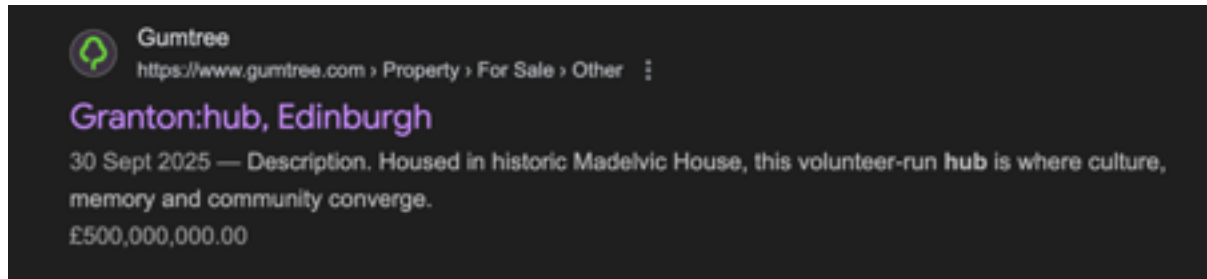 Gumtree
https://www.gumtree.com › Property › For Sale › Other
Granton:hub, Edinburgh
30 Sept 2025 — Description. Housed in historic Madelvic House, this volunteer-run hub is where culture,
memory and community converge.
£500,000,000.00